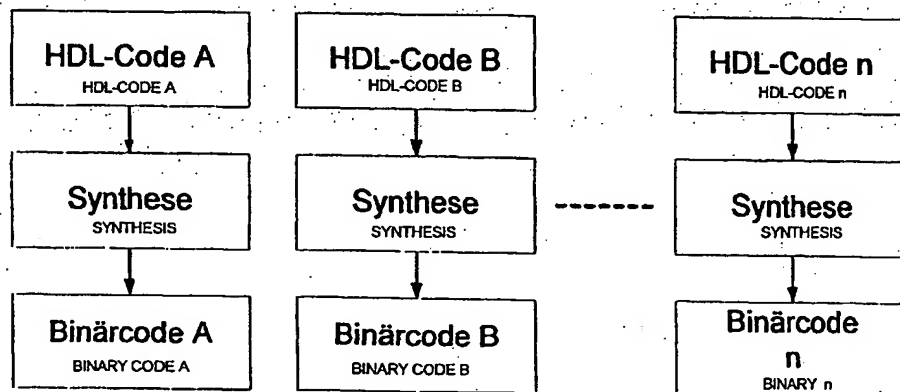 HDL-Code A
HDL-CODE A
HDL-Code B
HDL-CODE B
HDL-Code n
HDL-CODE n
Synthese
SYNTHESIS
Synthese
SYNTHESIS
Synthese
SYNTHESIS
Binärcode A
BINARY CODE A
Binärcode B
BINARY CODE B
Binärcode
n
BINARY n